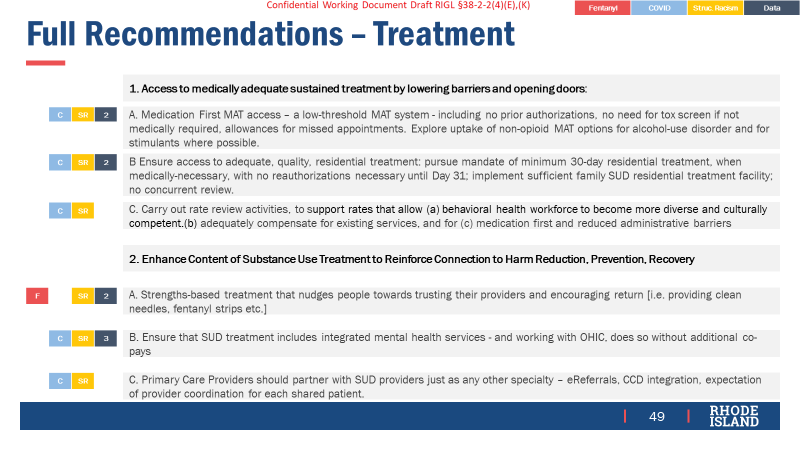 Confidential Working Document Draft RIGL §38-2-2(4)(E),(K)
Fentanyl COVID Struc. Racism Data
Full Recommendations – Treatment
1. Access to medically adequate sustained treatment by lowering barriers and opening doors:
C SR 2
A. Medication First MAT access – a low-threshold MAT system - including no prior authorizations, no need for tox screen if not
medically required, allowances for missed appointments. Explore uptake of non-opioid MAT options for alcohol-use disorder and for
stimulants where possible.
C SR 2
B Ensure access to adequate, quality, residential treatment: pursue mandate of minimum 30-day residential treatment, when
medically-necessary, with no reauthorizations necessary until Day 31; implement sufficient family SUD residential treatment facility;
no concurrent review.
C SR
C. Carry out rate review activities, to support rates that allow (a) behavioral health workforce to become more diverse and culturally
competent.(b) adequately compensate for existing services, and for (c) medication first and reduced administrative barriers
2. Enhance Content of Substance Use Treatment to Reinforce Connection to Harm Reduction, Prevention, Recovery
F SR 2
A. Strengths-based treatment that nudges people towards trusting their providers and encouraging return [i.e. providing clean
needles, fentanyl strips etc.]
C SR 3
B. Ensure that SUD treatment includes integrated mental health services - and working with OHIC, does so without additional co-
pays
C SR
C. Primary Care Providers should partner with SUD providers just as any other specialty – eReferrals, CCD integration, expectation
of provider coordination for each shared patient.
49
RHODE
ISLAND